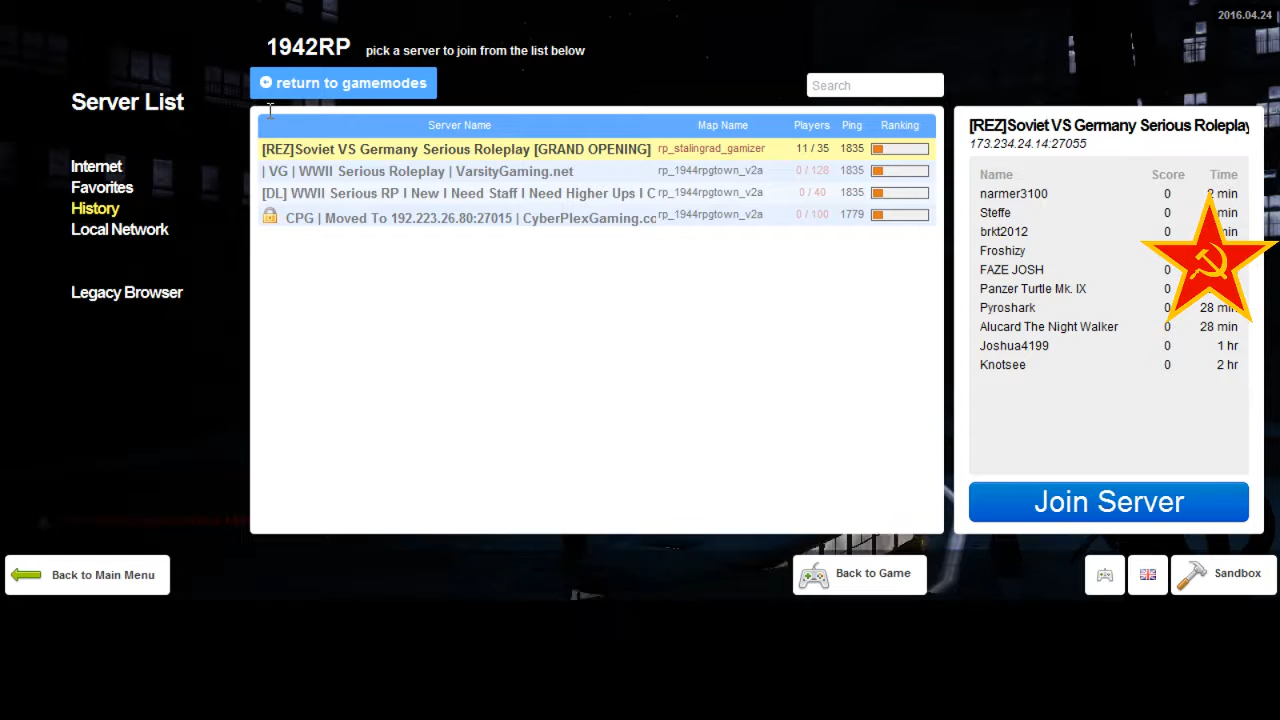 2016.04.24
1942RP pick a server to join from the list below
return to gamemodes
Search
Server List
Internet
Favorites
History
Local Network
Legacy Browser
Server Name Map Name Players Ping Ranking
[REZ]Soviet VS Germany Serious Roleplay [GRAND OPENING] rp_stalingrad_gamizer 11 / 35 1835
| VG | WWII Serious Roleplay | VarsityGaming.net rp_1944rpgtown_v2a 0 / 128 1835
[DL] WWII Serious RP I New I Need Staff I Need Higher Ups I C rp_1944rpgtown_v2a 0 / 40 1835
CPG | Moved To 192.223.26.80:27015 | CyberPlexGaming.co rp_1944rpgtown_v2a 0 / 100 1779
[REZ]Soviet VS Germany Serious Roleplay
173.234.24.14:27055
Name Score Time
narmer3100 0 min
Steffe 0 min
brkt2012 0 min
Froshizy
FAZE JOSH 0
Panzer Turtle Mk. IX 0
Pyroshark 0 28 min
Alucard The Night Walker 0 28 min
Joshua4199 0 1 hr
Knotsee 0 2 hr
Join Server
Back to Main Menu
Back to Game
Sandbox